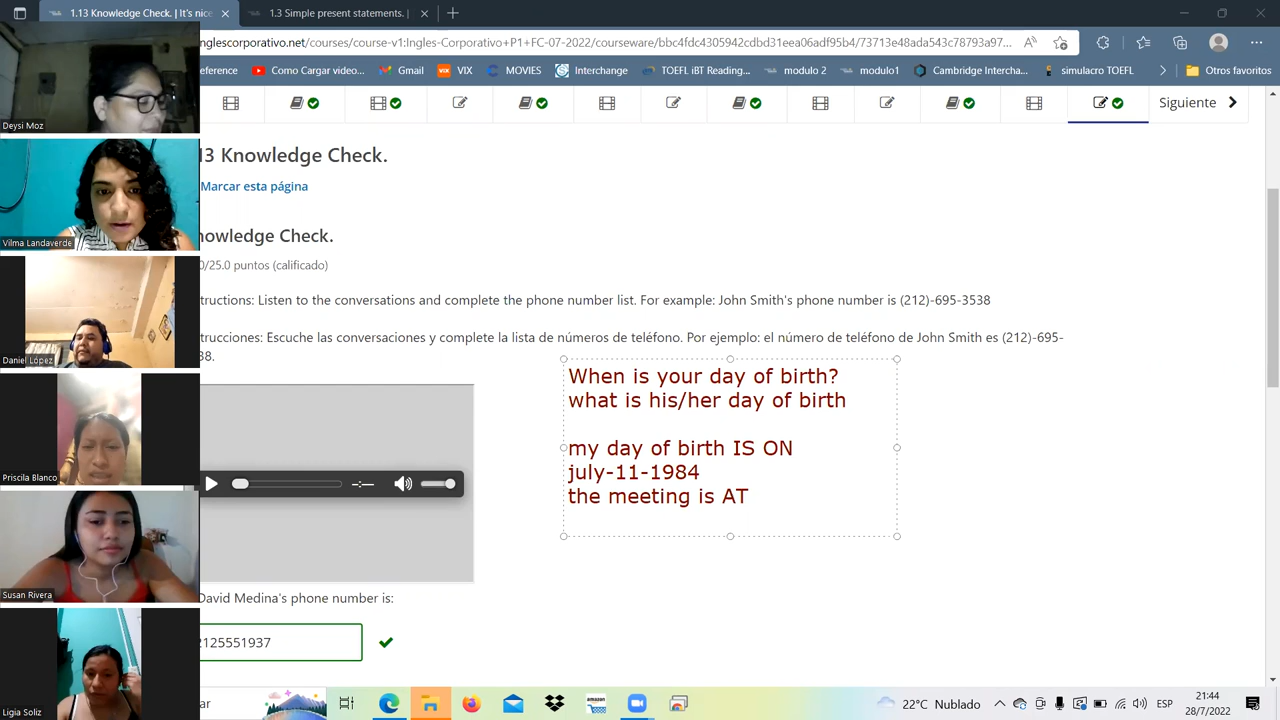 1.13 Knowledge Check. | It's nie
1.3 Simple present statements. |
inglescorporativo.net/courses/course-v1:Ingles-Corporativo+P1+FC-07-2022/courseware/bbc4fdc4305942cdbd31eea06adf95b4/73713e48ada543c78793a97...
eference
Como Cargar video...
Gmail
VIX
MOVIES
Interchange
TOEFL iBT Reading...
modulo 2
modulo1
Cambridge Intercha...
simulacro TOEFL
Otros favoritos
Siguiente
13 Knowledge Check.
Marcar esta página
nowledge Check.
0/25.0 puntos (calificado)
tructions: Listen to the conversations and complete the phone number list. For example: John Smith's phone number is (212)-695-3538
trucciones: Escuche las conversaciones y complete la lista de números de teléfono. Por ejemplo: el número de teléfono de John Smith es (212)-695-
38.
When is your day of birth?
what is his/her day of birth
my day of birth IS ON
july-11-1984
the meeting is AT
-:--
David Medina's phone number is:
2125551937
Deysi Moz
Vilma Landaverde
Daniel López
Priscila Blanco
Susan Rivera
Ligia Soliz
ar
amazon
22°C Nublado
ESP
21:44
28/7/2022